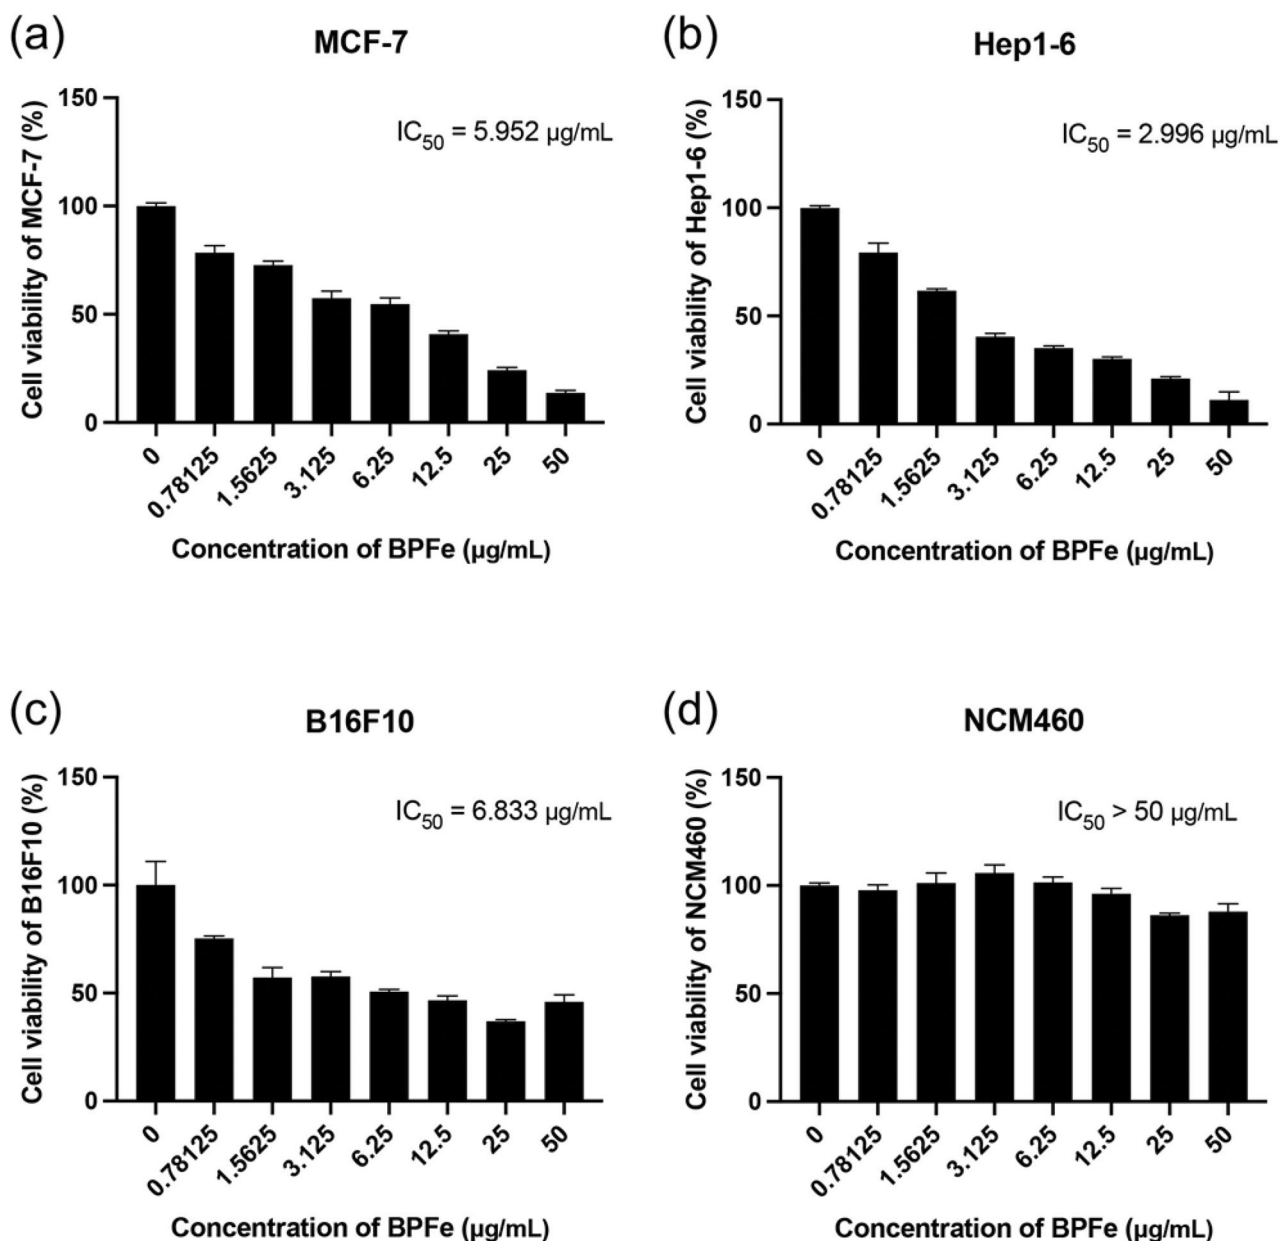 (a)
MCF-7
Cell viability of MCF-7 (%)
150
100
50
0
IC50 = 5.952 µg/mL
0
0.78125
1.5625
3.125
6.25
12.5
25
50
Concentration of BPFe (µg/mL)
(b)
Hep1-6
Cell viability of Hep1-6 (%)
150
100
50
0
IC50 = 2.996 µg/mL
0
0.78125
1.5625
3.125
6.25
12.5
25
50
Concentration of BPFe (µg/mL)
(c)
B16F10
Cell viability of B16F10 (%)
150
100
50
0
IC50 = 6.833 µg/mL
0
0.78125
1.5625
3.125
6.25
12.5
25
50
Concentration of BPFe (µg/mL)
(d)
NCM460
Cell viability of NCM460 (%)
150
100
50
0
IC50 > 50 µg/mL
0
0.78125
1.5625
3.125
6.25
12.5
25
50
Concentration of BPFe (µg/mL)